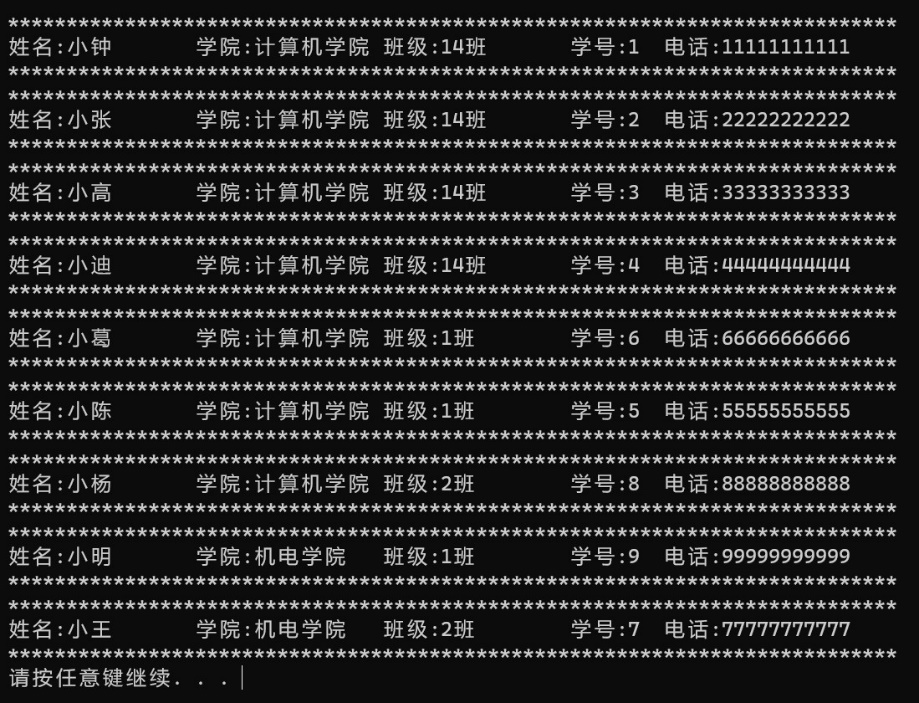 ****************************************************************************
姓名:小钟 学院:计算机学院 班级:14班 学号:1 电话:11111111111
****************************************************************************
****************************************************************************
姓名:小张 学院:计算机学院 班级:14班 学号:2 电话:22222222222
****************************************************************************
****************************************************************************
姓名:小高 学院:计算机学院 班级:14班 学号:3 电话:33333333333
****************************************************************************
****************************************************************************
姓名:小迪 学院:计算机学院 班级:14班 学号:4 电话:44444444444
****************************************************************************
****************************************************************************
姓名:小葛 学院:计算机学院 班级:1班 学号:6 电话:66666666666
****************************************************************************
****************************************************************************
姓名:小陈 学院:计算机学院 班级:1班 学号:5 电话:55555555555
****************************************************************************
****************************************************************************
姓名:小杨 学院:计算机学院 班级:2班 学号:8 电话:88888888888
****************************************************************************
****************************************************************************
姓名:小明 学院:机电学院 班级:1班 学号:9 电话:99999999999
****************************************************************************
****************************************************************************
姓名:小王 学院:机电学院 班级:2班 学号:7 电话:77777777777
****************************************************************************
请按任意键继续. . .